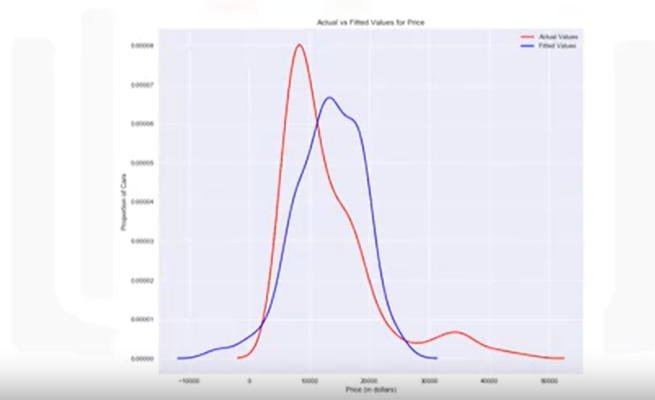 Actual vs Fitted Values for Price
Actual Values
Fitted Values
0.00008
0.00007
0.00006
0.00005
0.00004
0.00003
0.00002
0.00001
0.00000
Proportion of Cars
−10000 0 10000 20000 30000 40000 50000
Price (in dollars)